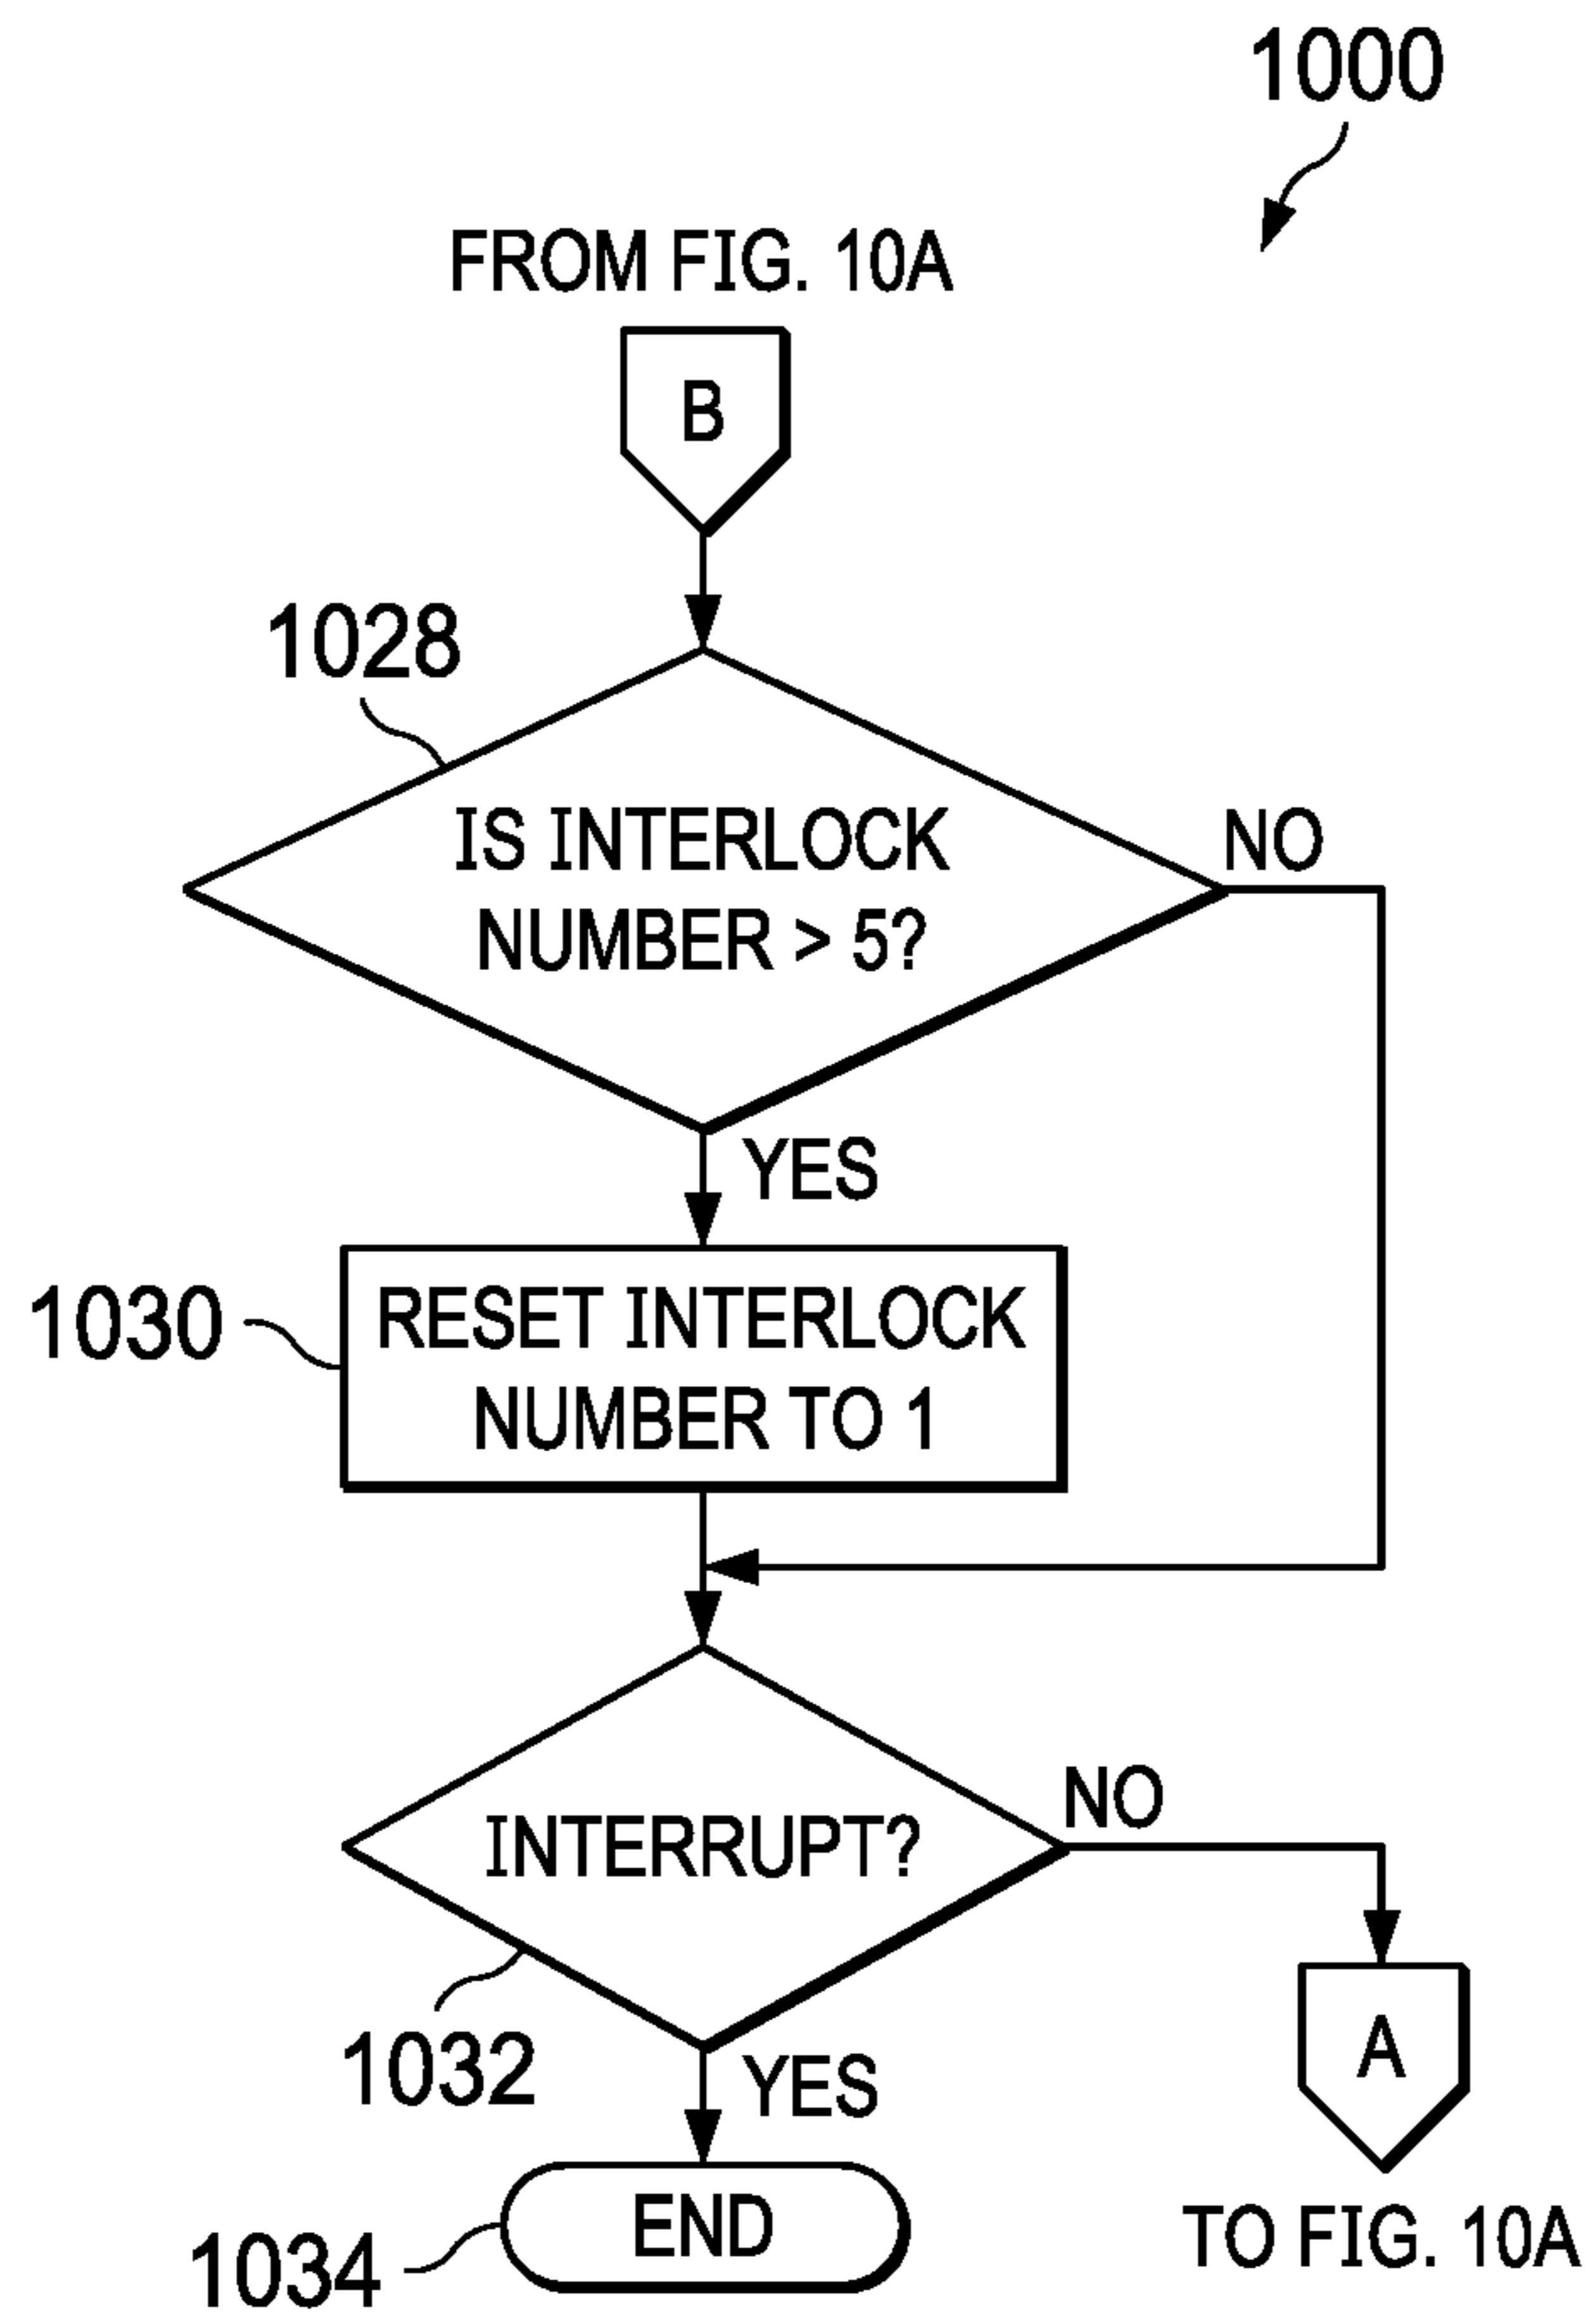 1000
FROM FIG. 10A
B
1028
IS INTERLOCK
NUMBER > 5?
NO
YES
1030
RESET INTERLOCK
NUMBER TO 1
INTERRUPT?
NO
1032
YES
A
END
1034
TO FIG. 10A